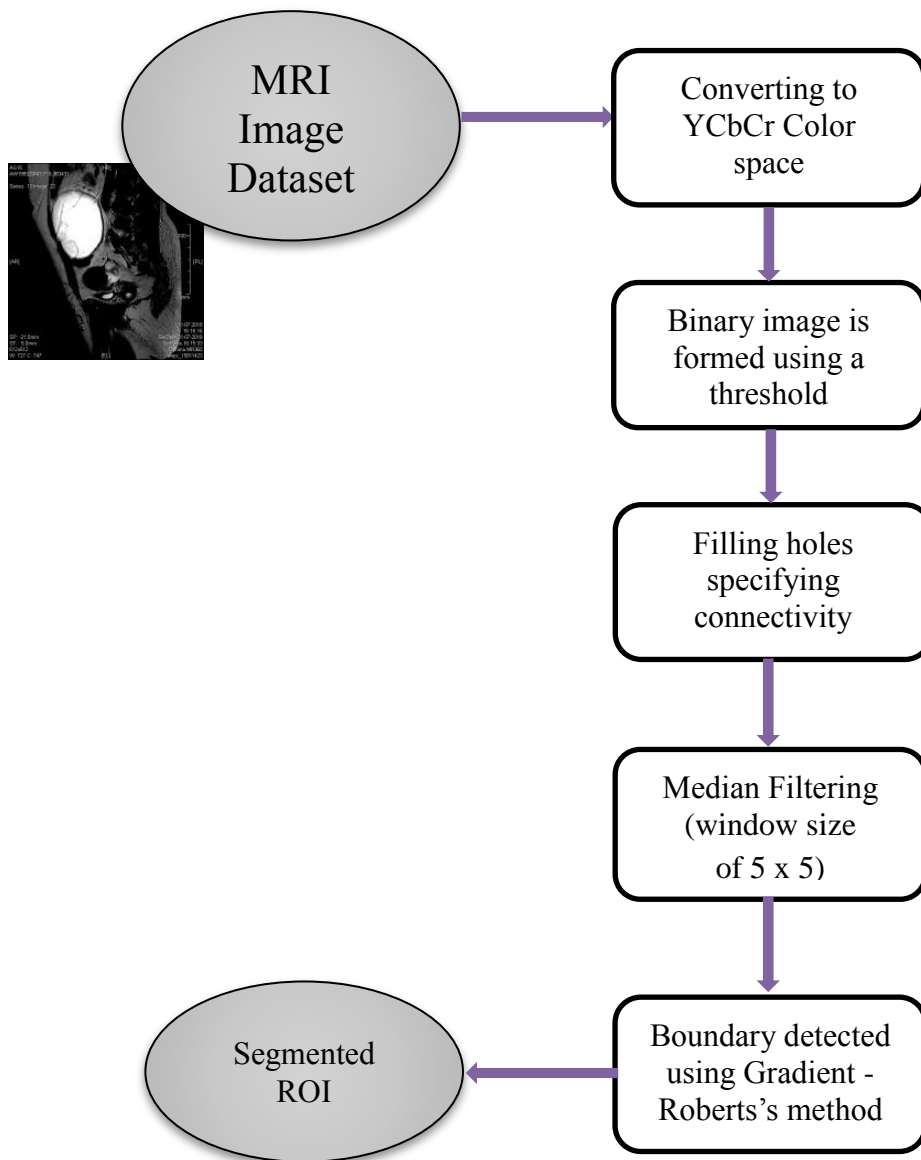 MRI
Image
Dataset
Converting to
YCbCr Color
space
Binary image is
formed using a
threshold
Filling holes
specifying
connectivity
Median Filtering
(window size
of 5 x 5)
Boundary detected
using Gradient -
Roberts's method
Segmented
ROI